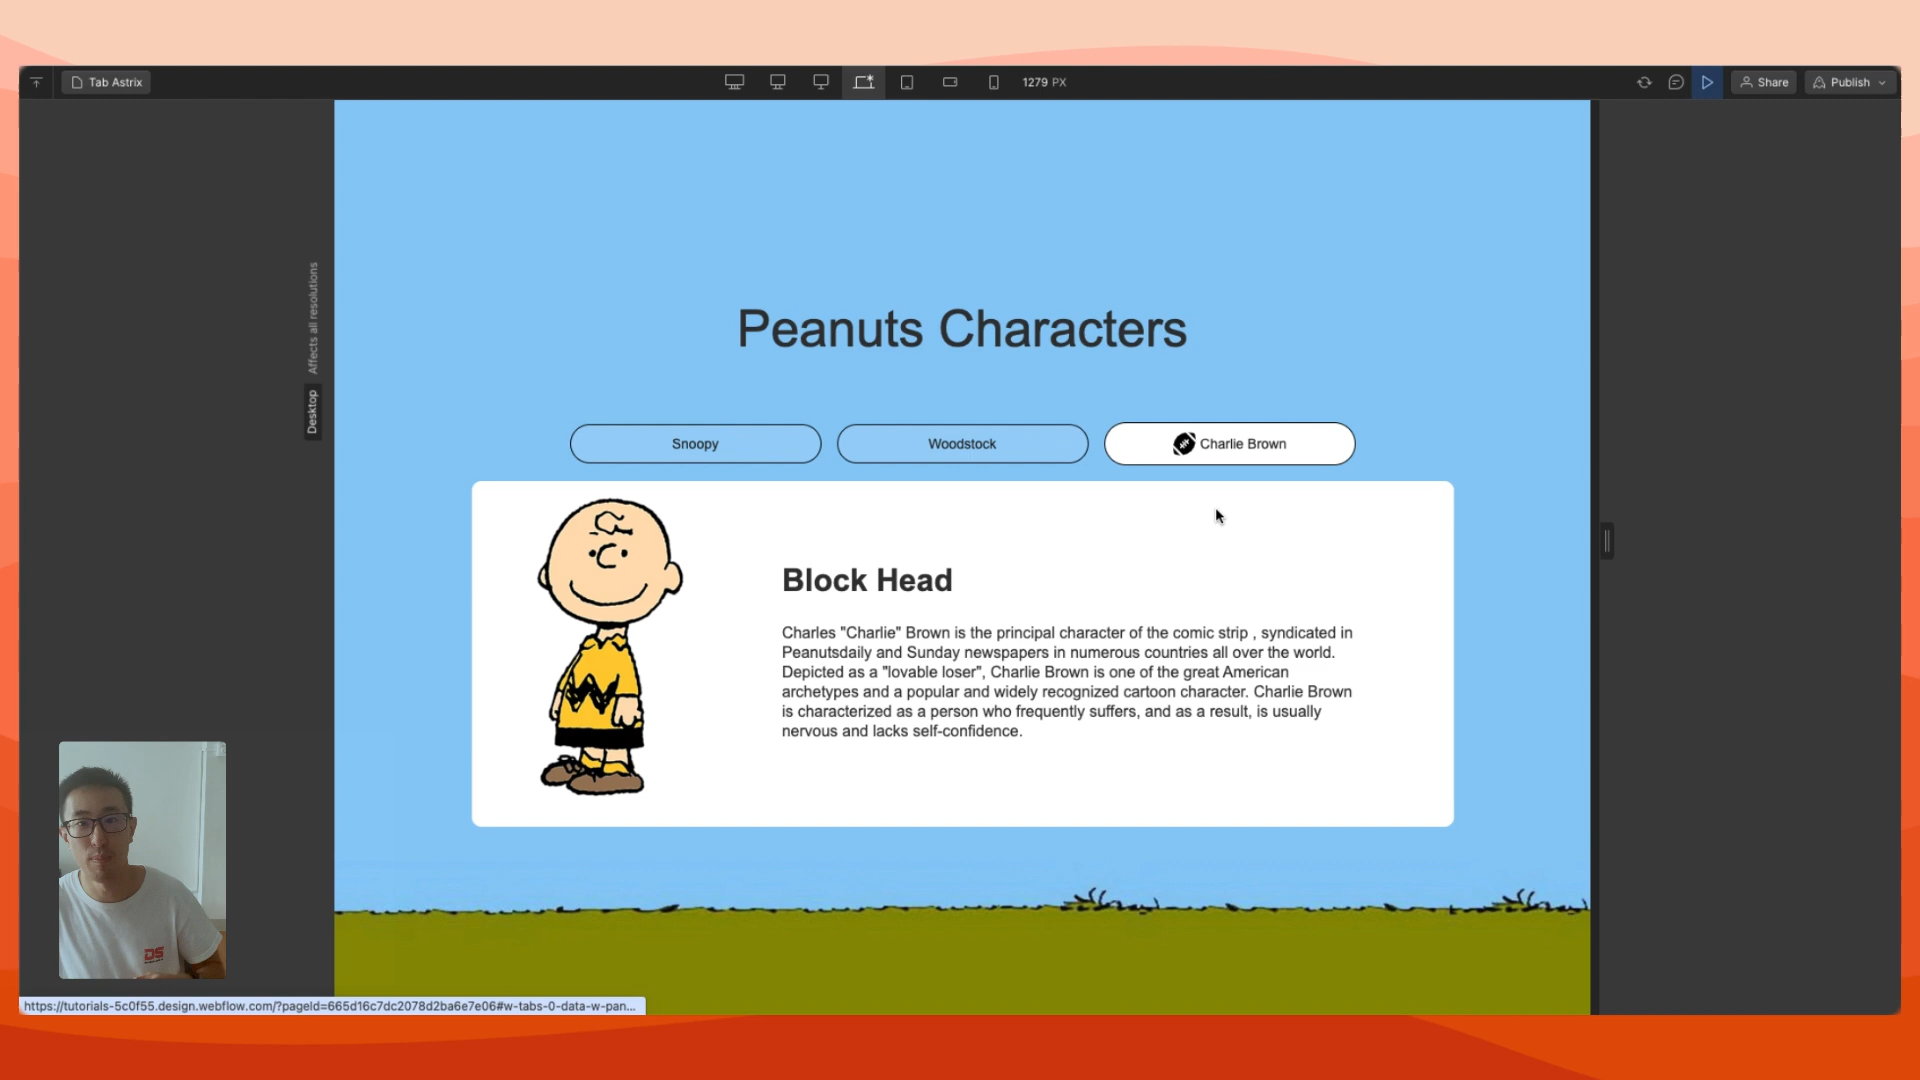 Tab Astrix
1279 PX
Share
Publish
Affects all resolutions
Desktop
Peanuts Characters
Snoopy
Woodstock
Charlie Brown
Block Head
Charles "Charlie" Brown is the principal character of the comic strip , syndicated in
Peanutsdaily and Sunday newspapers in numerous countries all over the world.
Depicted as a "lovable loser", Charlie Brown is one of the great American
archetypes and a popular and widely recognized cartoon character. Charlie Brown
is characterized as a person who frequently suffers, and as a result, is usually
nervous and lacks self-confidence.
DS
https://tutorials-5c0f55.design.webflow.com/?pageId=665d16c7dc2078d2ba6e7e06#w-tabs-0-data-w-pan...